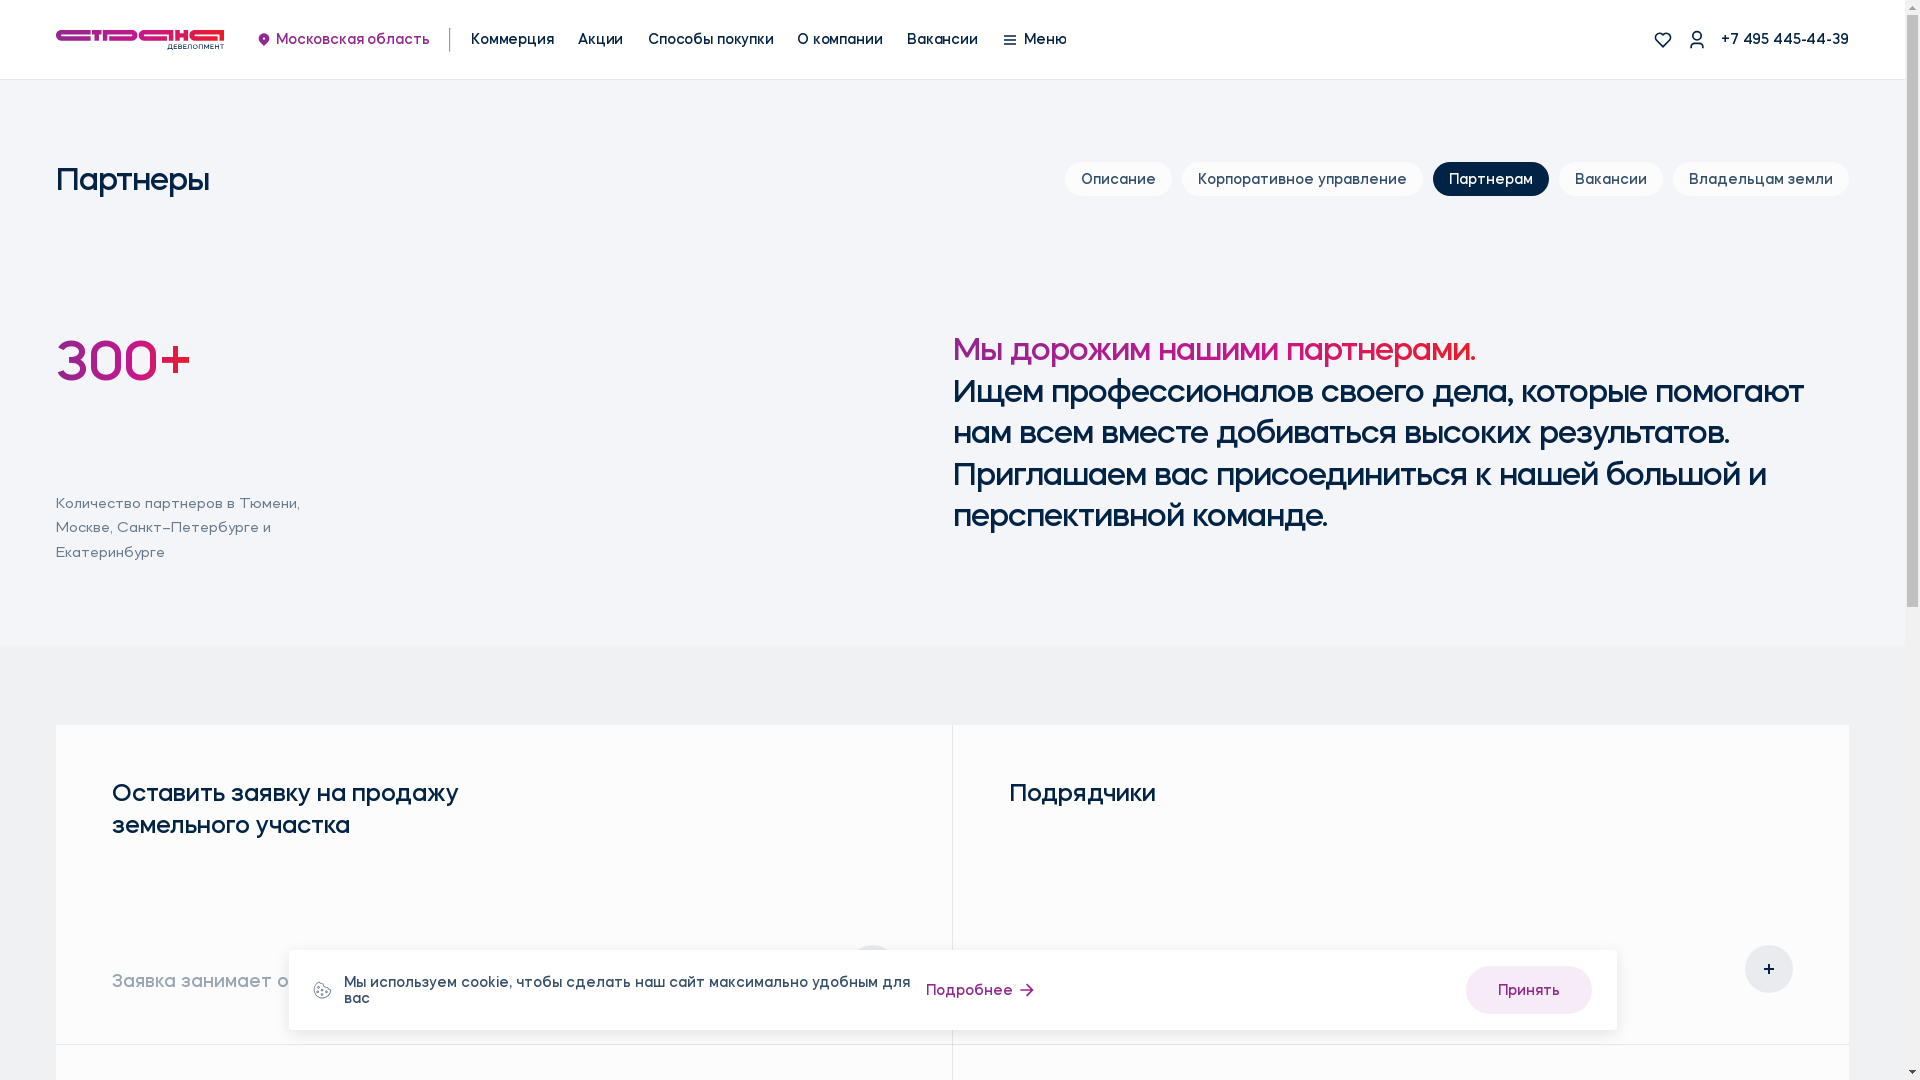 СТРАНА
ДЕВЕЛОПМЕНТ
Московская область
Коммерция
Акции
Способы покупки
О компании
Вакансии
Меню
+7 495 445-44-39
Партнеры
Описание
Корпоративное управление
Партнерам
Вакансии
Владельцам земли
300+
Количество партнеров в Тюмени,
Москве, Санкт-Петербурге и
Екатеринбурге
Мы дорожим нашими партнерами.
Ищем профессионалов своего дела, которые помогают
нам всем вместе добиваться высоких результатов.
Приглашаем вас присоединиться к нашей большой и
перспективной команде.
Оставить заявку на продажу
земельного участка
Заявка занимает о
Подрядчики
+
Мы используем cookie, чтобы сделать наш сайт максимально удобным для
вас
Подробнее
Принять